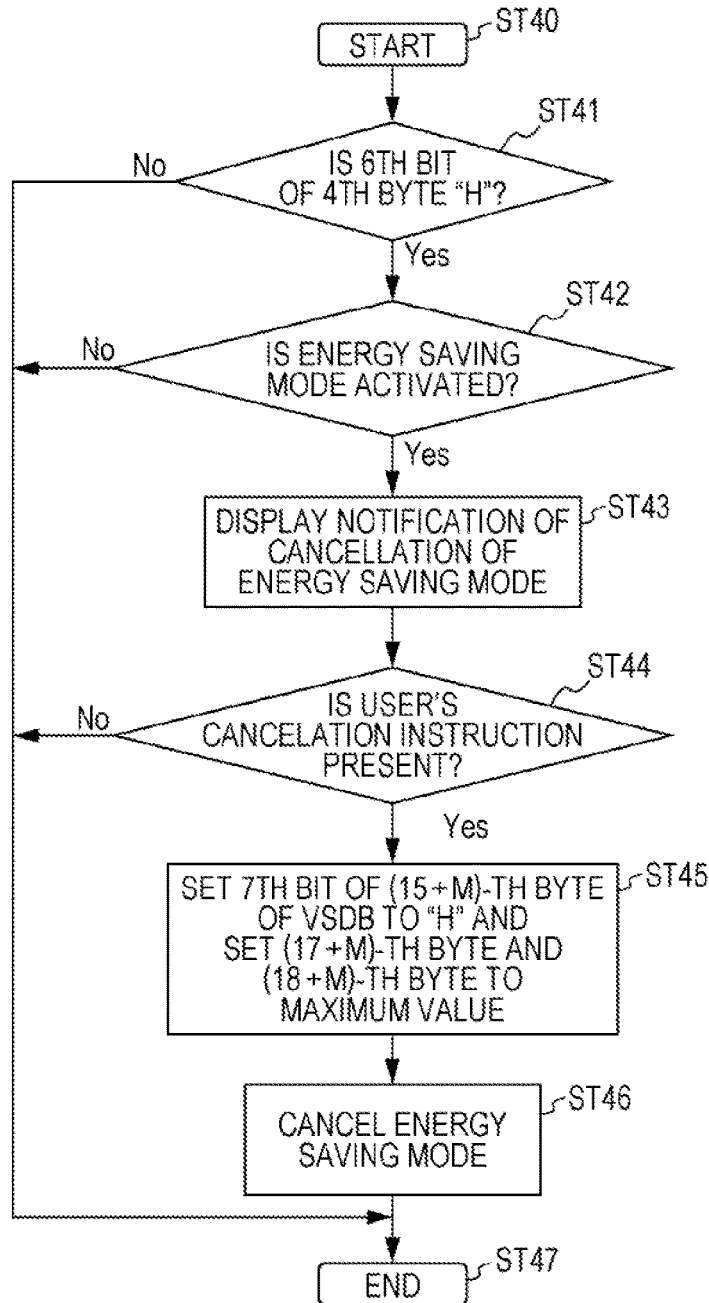 START
ST40
ST41
No
IS 6TH BIT
OF 4TH BYTE "H"?
Yes
ST42
No
IS ENERGY SAVING
MODE ACTIVATED?
Yes
ST43
DISPLAY NOTIFICATION OF
CANCELLATION OF
ENERGY SAVING MODE
ST44
No
IS USER'S
CANCELATION INSTRUCTION
PRESENT?
Yes
ST45
SET 7TH BIT OF (15+M)-TH BYTE
OF VSDB TO "H" AND
SET (17+M)-TH BYTE AND
(18+M)-TH BYTE TO
MAXIMUM VALUE
ST46
CANCEL ENERGY
SAVING MODE
ST47
END